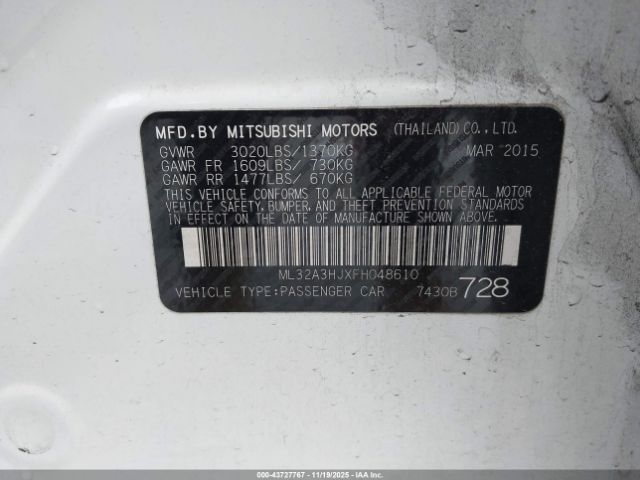 MFD.BY MITSUBISHI MOTORS (THAILAND)CO.,LTD.
GVWR 3020LBS/1370KG MAR 2015
GAWR FR 1609LBS/ 730KG
GAWR RR 1477LBS/ 670KG
THIS VEHICLE CONFORMS TO ALL APPLICABLE FEDERAL MOTOR
VEHICLE SAFETY,BUMPER,AND THEFT PREVENTION STANDARDS
IN EFFECT ON THE DATE OF MANUFACTURE SHOWN ABOVE.
ML32A3HJXFH048610
VEHICLE TYPE:PASSENGER CAR 7430B 728
000-43727767 - 11/19/2025 - IAAI.com